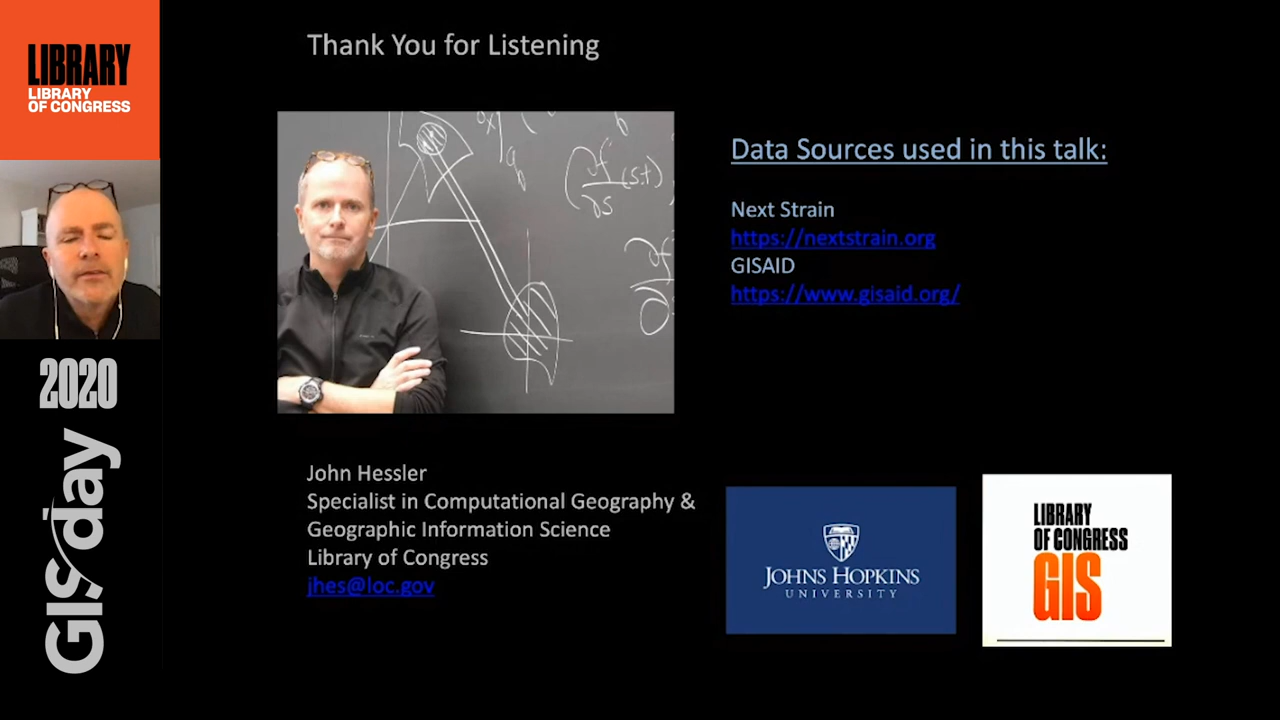 LIBRARY
LIBRARY
OF CONGRESS
2020
GISday
Thank You for Listening
Data Sources used in this talk:
Next Strain
https://nextstrain.org
GISAID
https://www.gisaid.org/
John Hessler
Specialist in Computational Geography &
Geographic Information Science
Library of Congress
jhes@loc.gov
JOHNS HOPKINS
UNIVERSITY
LIBRARY
OF CONGRESS
GIS